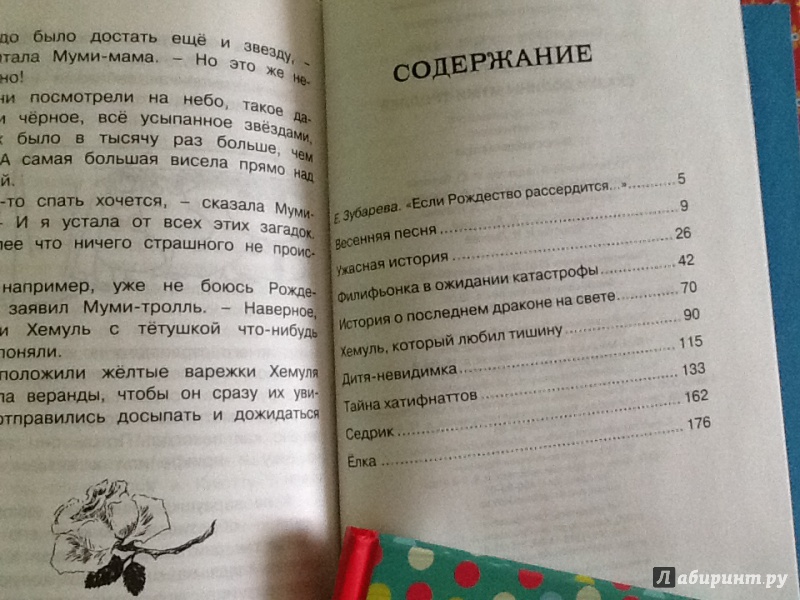 до было достать ещё и звезду, –
тала Муми-мама. – Но это же не-
но!
ни посмотрели на небо, такое да-
и чёрное, всё усыпанное звёздами,
х было в тысячу раз больше, чем
А самая большая висела прямо над
й.
-то спать хочется, – сказала Муми-
– И я устала от всех этих загадок.
лее что ничего страшного не проис-
например, уже не боюсь Рожде-
заявил Муми-тролль. – Наверное,
и Хемуль с тётушкой что-нибудь
поняли.
положили жёлтые варежки Хемуля
ла веранды, чтобы он сразу их уви-
отправились досыпать и дожидаться
СОДЕРЖАНИЕ
Е. Зубарева. «Если Рождество рассердится...» 5
Весенняя песня 9
Ужасная история 26
Филифьонка в ожидании катастрофы 42
История о последнем драконе на свете 70
Хемуль, который любил тишину 90
Дитя-невидимка 115
Тайна хатифнаттов 133
Седрик 162
Ёлка 176
Лабиринт.ру